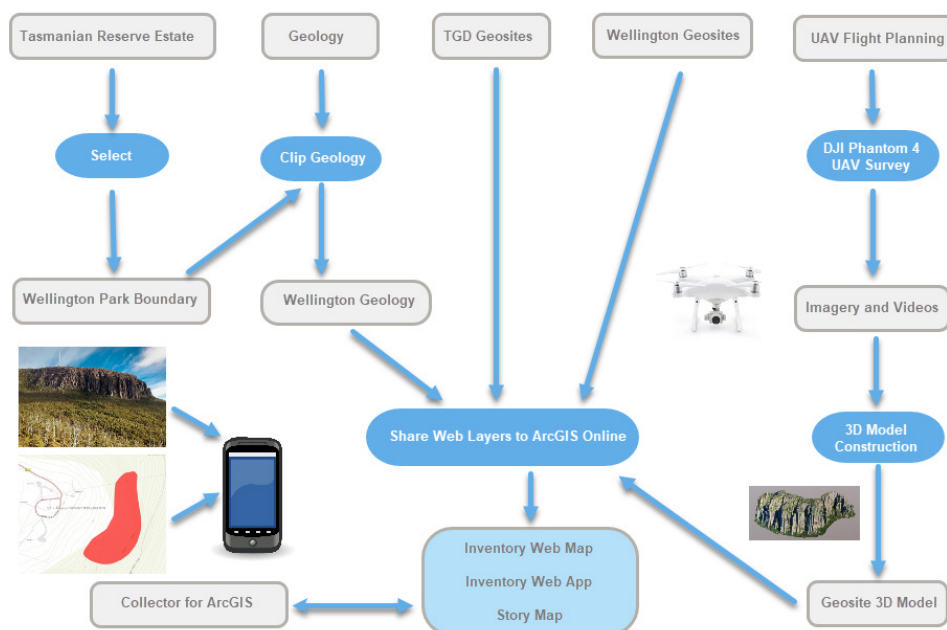 Tasmanian Reserve Estate
Geology
TGD Geosites
Wellington Geosites
UAV Flight Planning
Select
Clip Geology
DJI Phantom 4
UAV Survey
Wellington Park Boundary
Wellington Geology
Imagery and Videos
Share Web Layers to ArcGIS Online
3D Model
Construction
Inventory Web Map
Inventory Web App
Story Map
Collector for ArcGIS
Geosite 3D Model